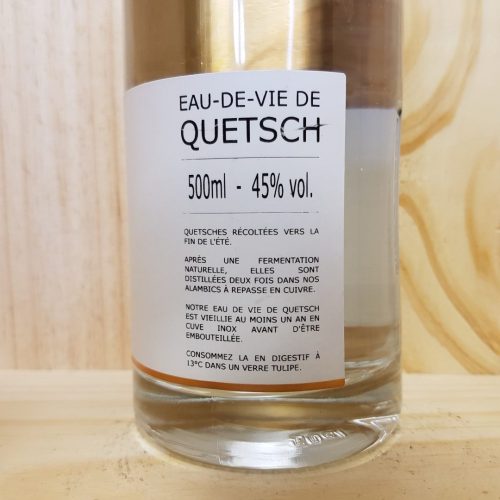 EAU-DE-VIE DE
QUETSCH
500ml - 45% vol.
QUETSCHES RÉCOLTÉES VERS LA
FIN DE L'ÉTÉ.
APRÈS UNE FERMENTATION
NATURELLE, ELLES SONT
DISTILLÉES DEUX FOIS DANS NOS
ALAMBICS À REPASSE EN CUIVRE.
NOTRE EAU DE VIE DE QUETSCH
EST VIEILLIE AU MOINS UN AN EN
CUVE INOX AVANT D'ÊTRE
EMBOUTEILLÉE.
CONSOMMEZ LA EN DIGESTIF À
13°C DANS UN VERRE TULIPE.